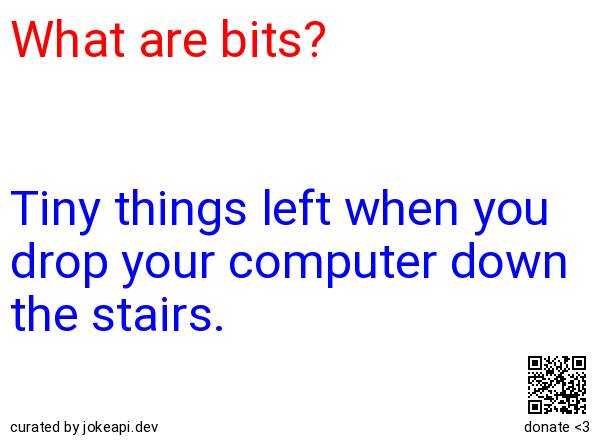 What are bits?
Tiny things left when you
drop your computer down
the stairs.
curated by jokeapi.dev
donate <3